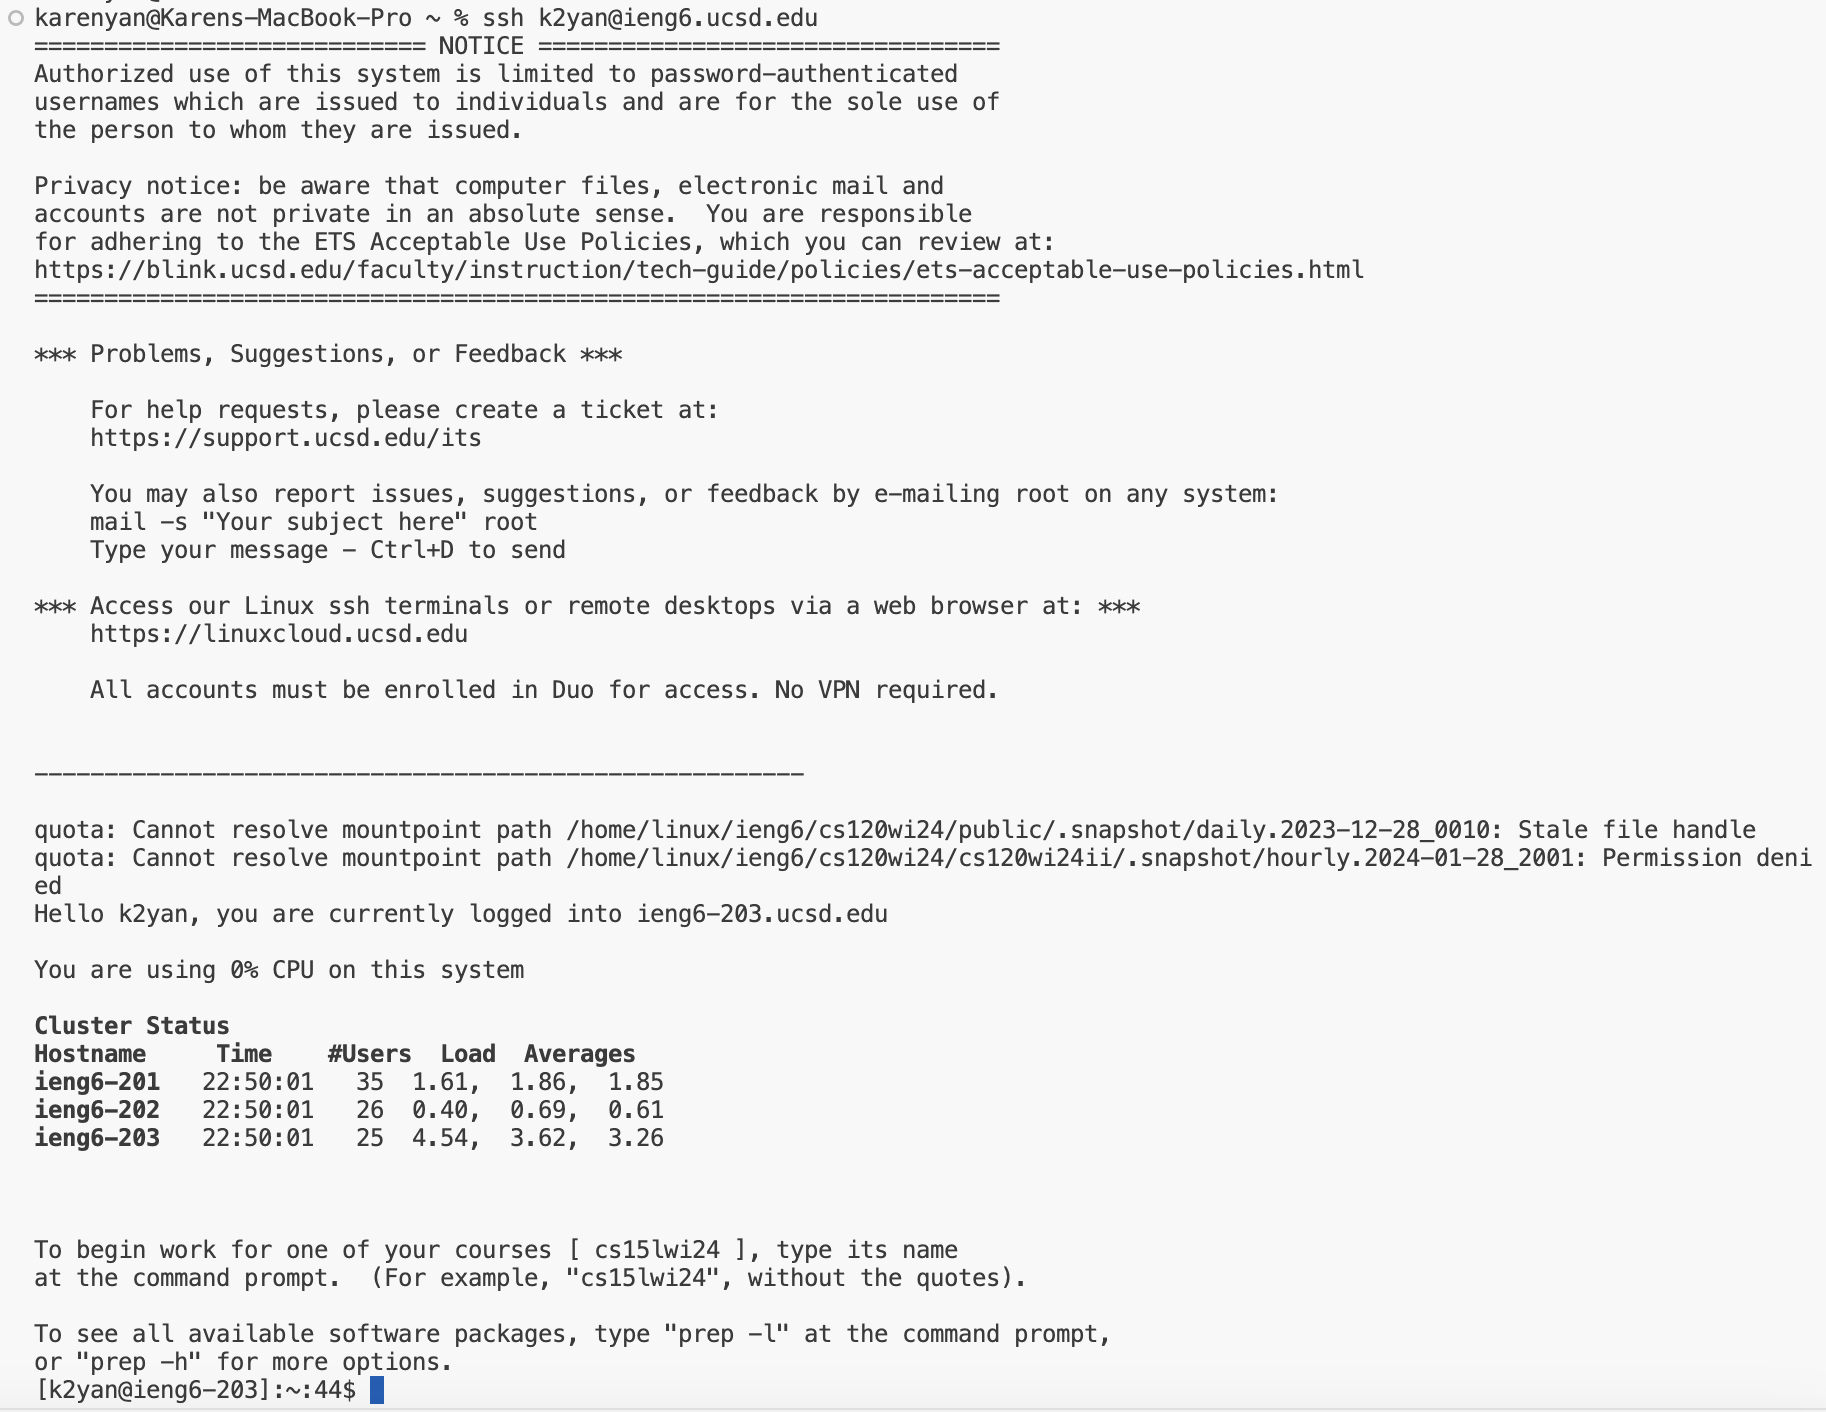 karenyan@Karens-MacBook-Pro ~ % ssh k2yan@ieng6.ucsd.edu
============================ NOTICE =================================
Authorized use of this system is limited to password-authenticated
usernames which are issued to individuals and are for the sole use of
the person to whom they are issued.

Privacy notice: be aware that computer files, electronic mail and
accounts are not private in an absolute sense.  You are responsible
for adhering to the ETS Acceptable Use Policies, which you can review at:
https://blink.ucsd.edu/faculty/instruction/tech-guide/policies/ets-acceptable-use-policies.html
=====================================================================

*** Problems, Suggestions, or Feedback ***

    For help requests, please create a ticket at:
    https://support.ucsd.edu/its

    You may also report issues, suggestions, or feedback by e-mailing root on any system:
    mail -s "Your subject here" root
    Type your message - Ctrl+D to send

*** Access our Linux ssh terminals or remote desktops via a web browser at: ***
    https://linuxcloud.ucsd.edu

    All accounts must be enrolled in Duo for access. No VPN required.

-------------------------------------------------------

quota: Cannot resolve mountpoint path /home/linux/ieng6/cs120wi24/public/.snapshot/daily.2023-12-28_0010: Stale file handle
quota: Cannot resolve mountpoint path /home/linux/ieng6/cs120wi24/cs120wi24ii/.snapshot/hourly.2024-01-28_2001: Permission deni
ed
Hello k2yan, you are currently logged into ieng6-203.ucsd.edu

You are using 0% CPU on this system

Cluster Status
Hostname     Time    #Users  Load  Averages
ieng6-201   22:50:01   35  1.61,  1.86,  1.85
ieng6-202   22:50:01   26  0.40,  0.69,  0.61
ieng6-203   22:50:01   25  4.54,  3.62,  3.26

To begin work for one of your courses [ cs15lwi24 ], type its name
at the command prompt.  (For example, "cs15lwi24", without the quotes).

To see all available software packages, type "prep -l" at the command prompt,
or "prep -h" for more options.
[k2yan@ieng6-203]:~:44$